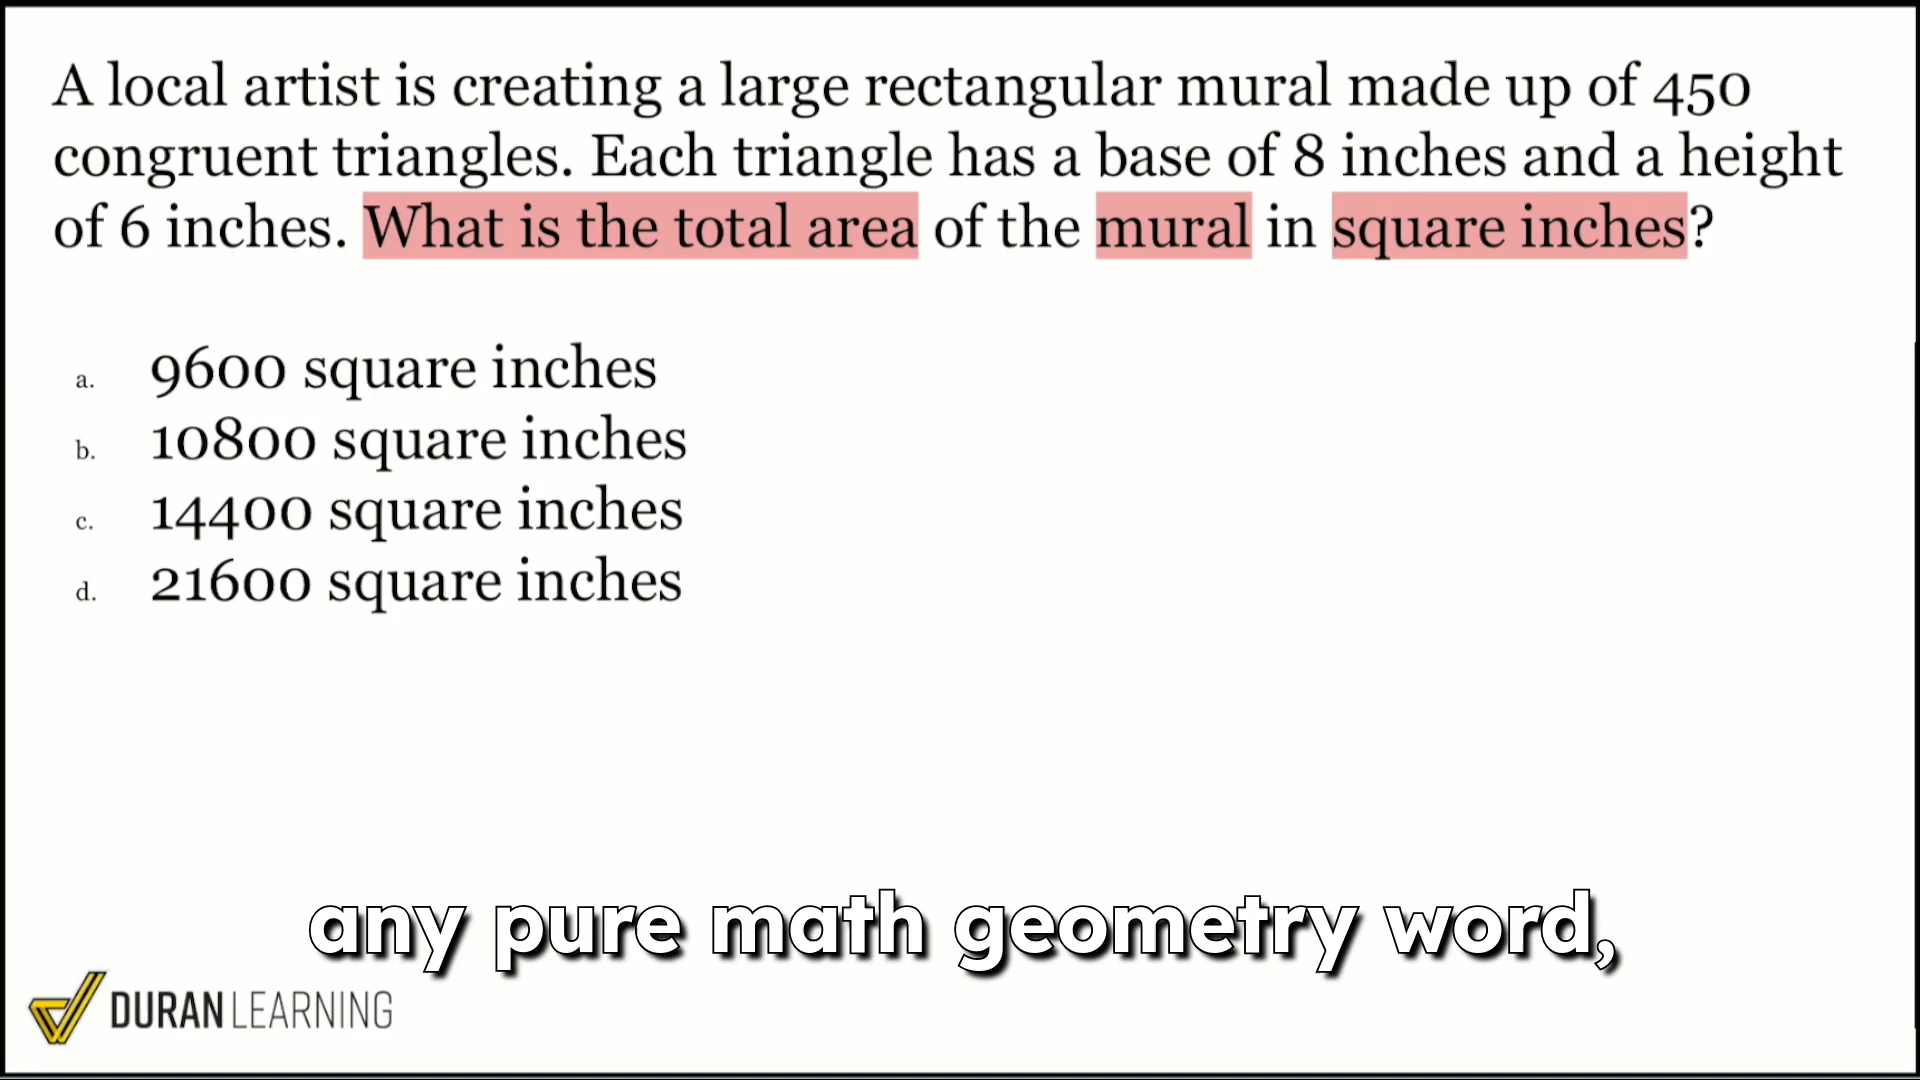 A local artist is creating a large rectangular mural made up of 450
congruent triangles. Each triangle has a base of 8 inches and a height
of 6 inches. What is the total area of the mural in square inches?
a. 9600 square inches
b. 10800 square inches
c. 14400 square inches
d. 21600 square inches
any pure math geometry word,
DURAN LEARNING